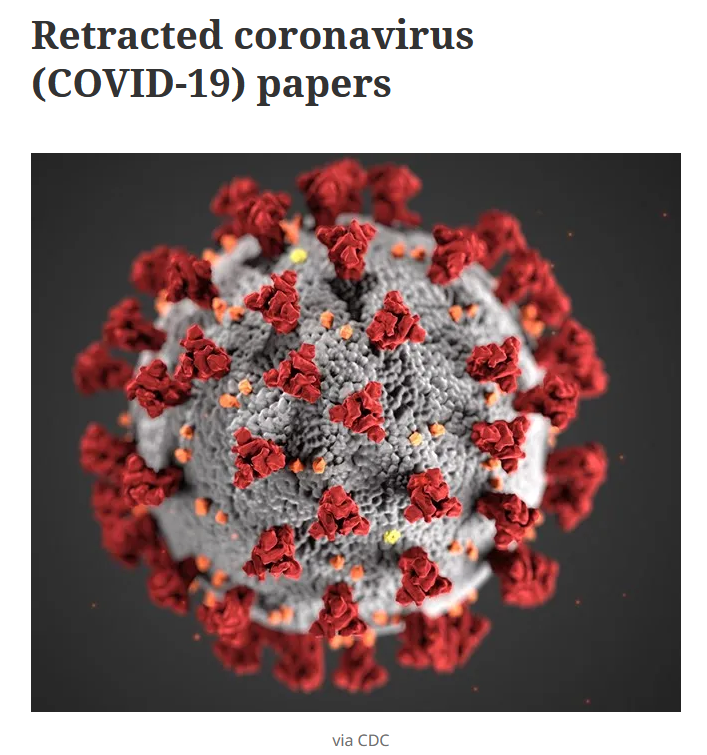 Retracted coronavirus
(COVID-19) papers
via CDC